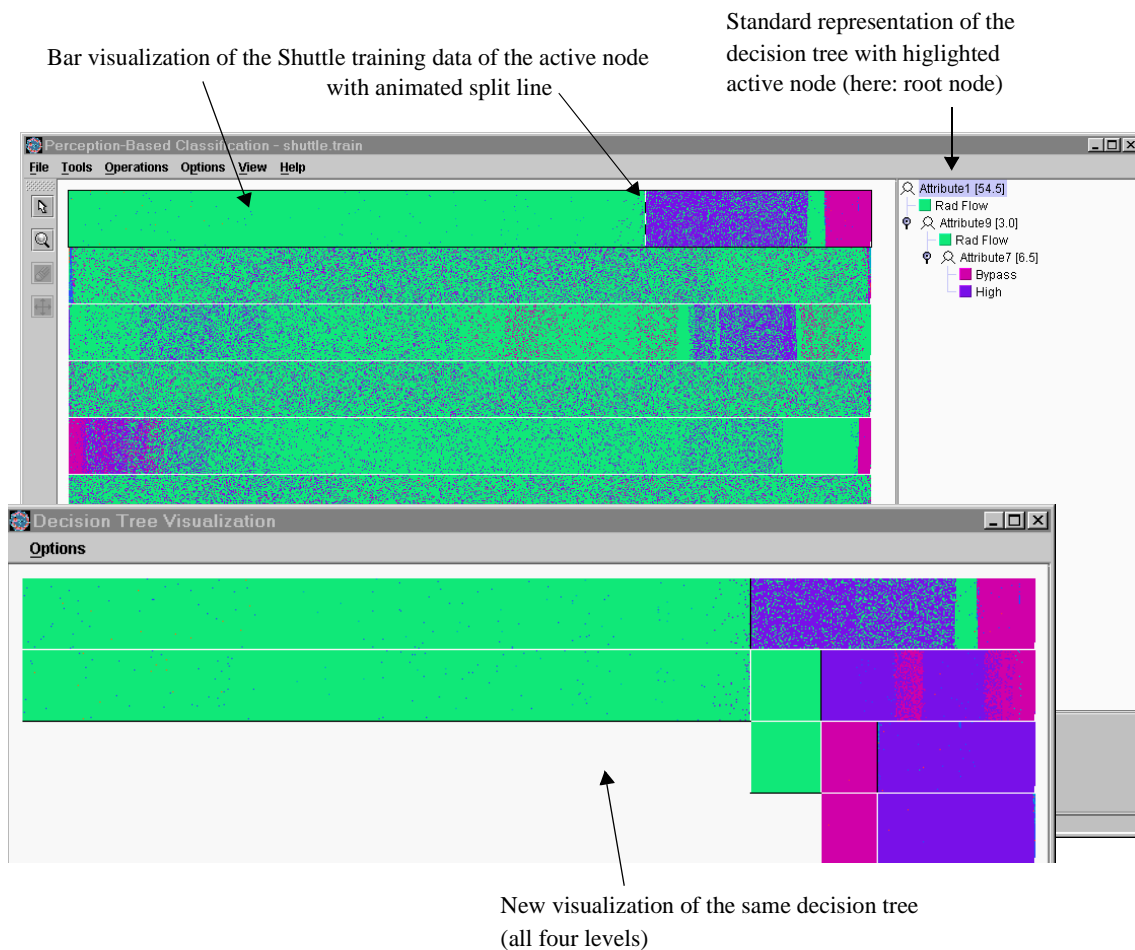 Standard representation of the
decision tree with higlighted
active node (here: root node)
Bar visualization of the Shuttle training data of the active node
with animated split line
Perception-Based Classification - shuttle.train
File Tools Operations Options View Help
Attribute1 [54.5]
Rad Flow
Attribute9 [3.0]
Rad Flow
Attribute7 [6.5]
Bypass
High
Decision Tree Visualization
Options
New visualization of the same decision tree
(all four levels)